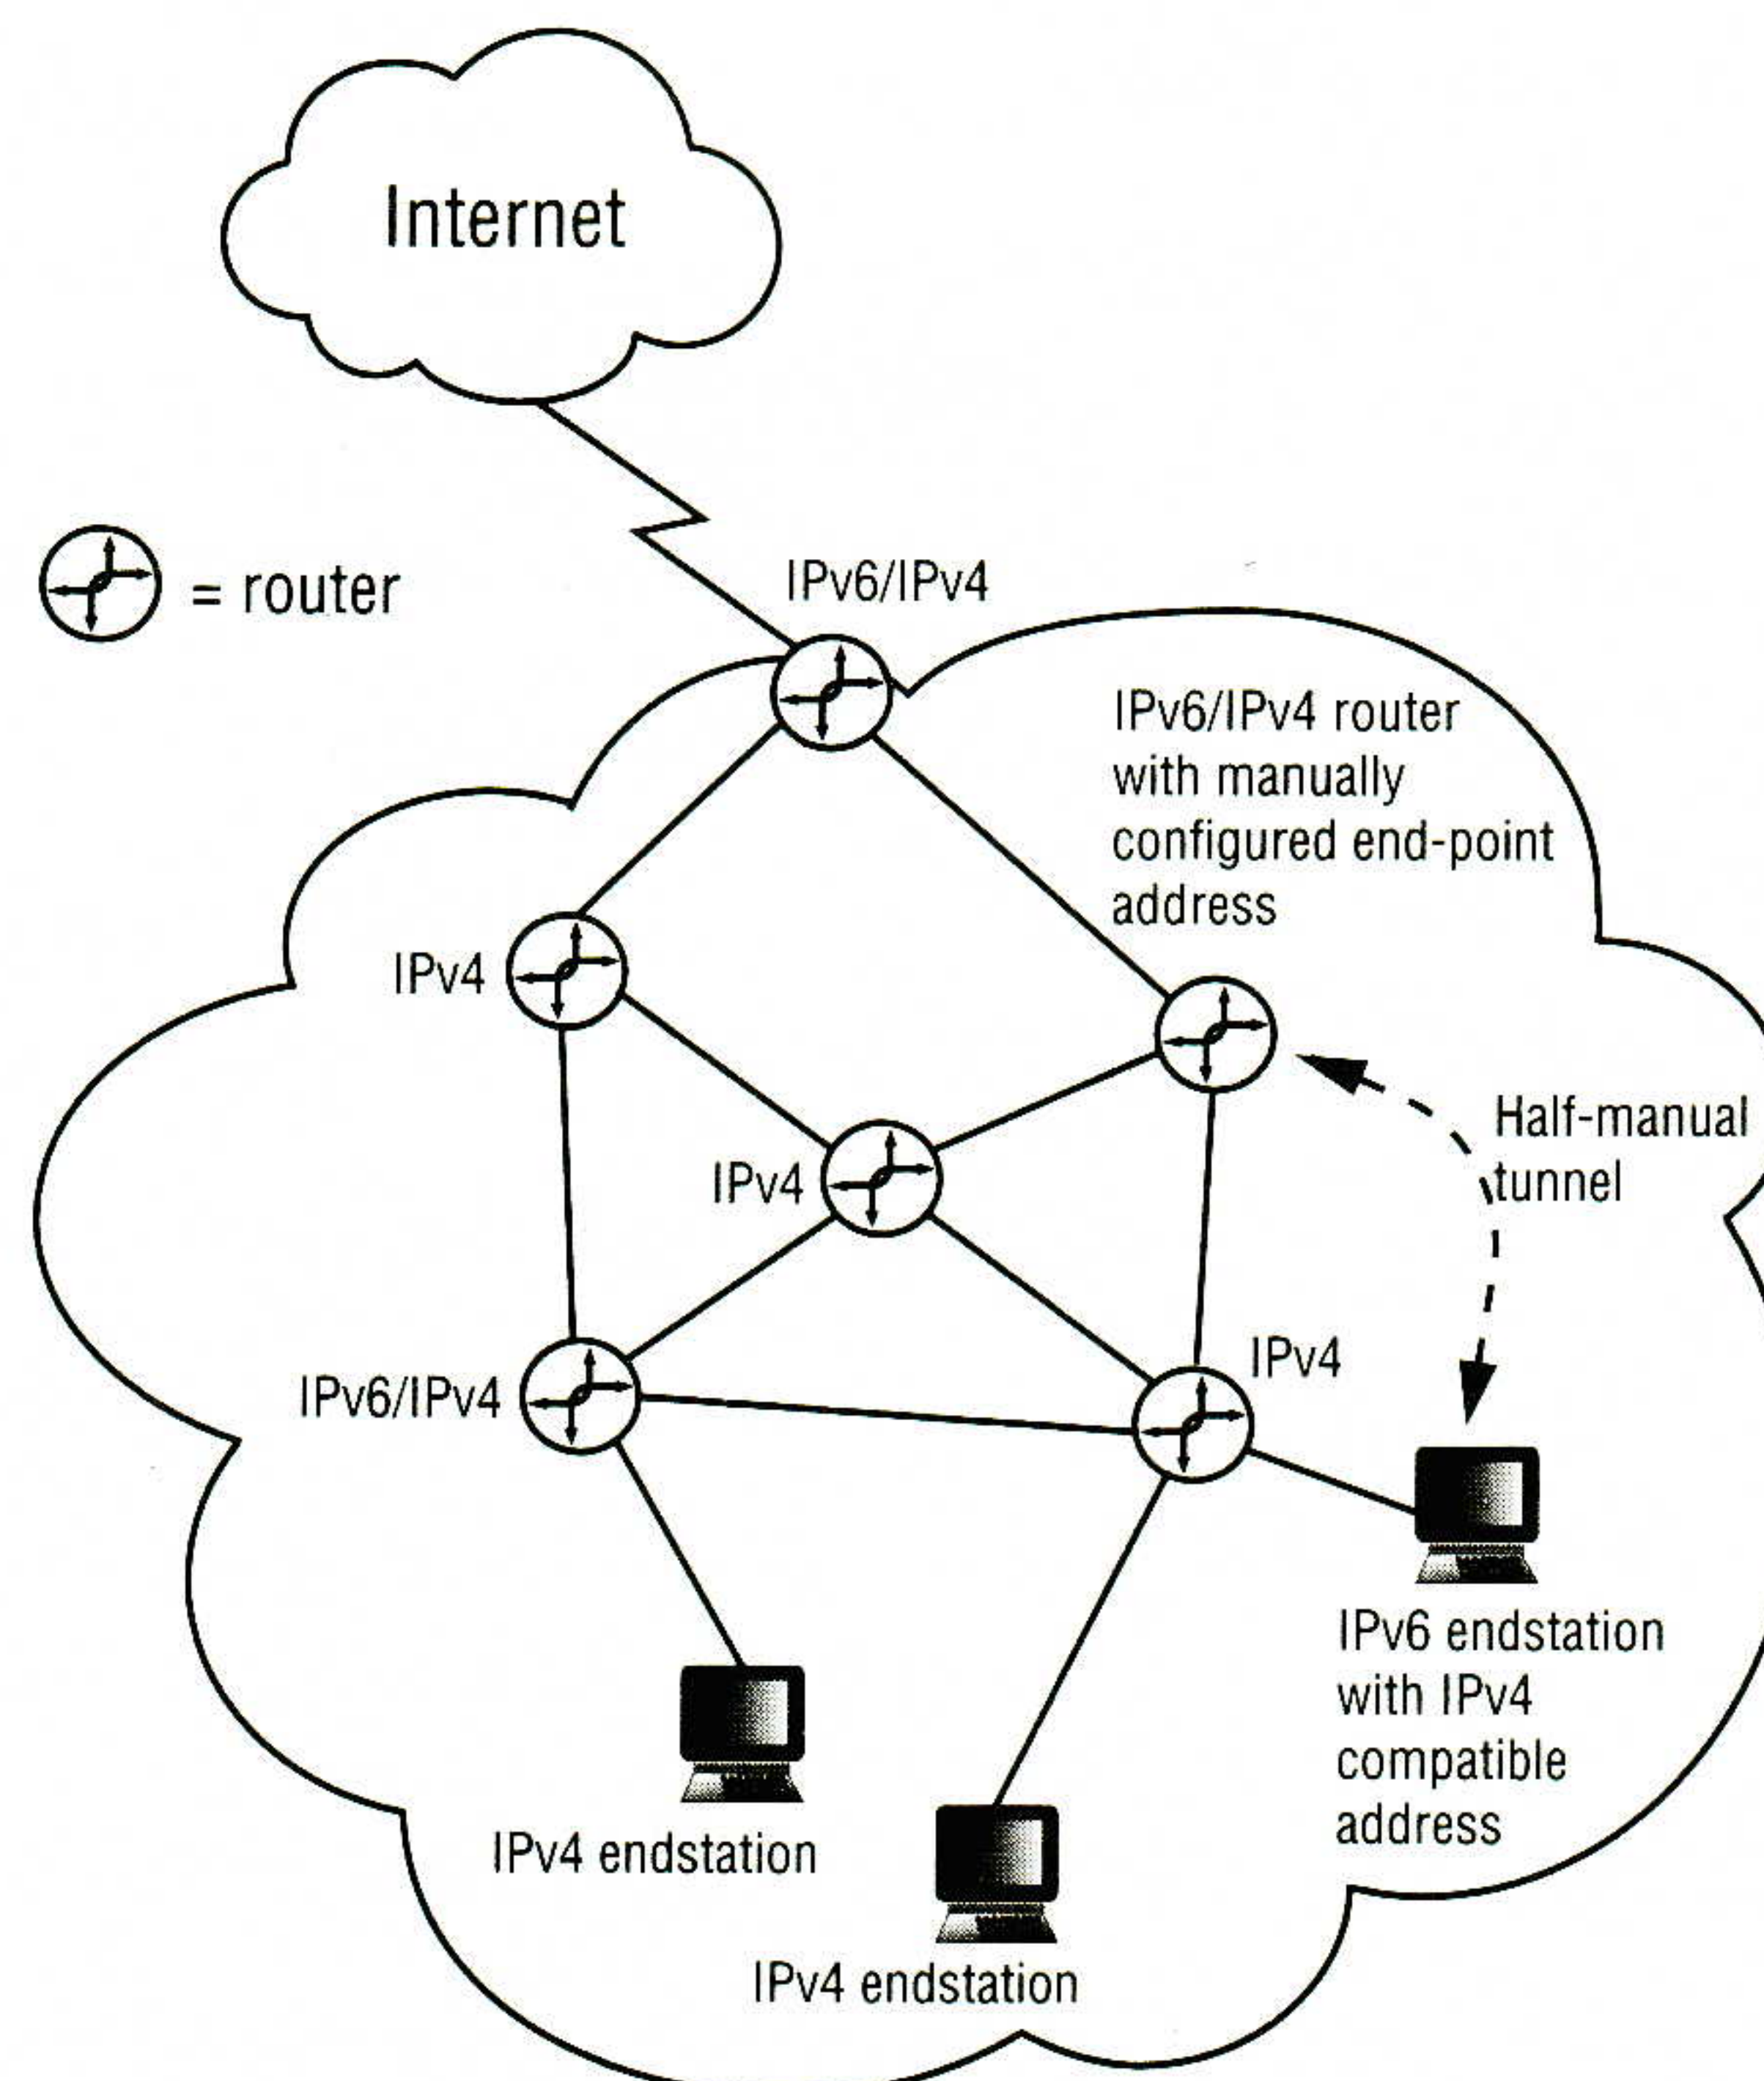 Internet
= router
IPv6/IPv4
IPv6/IPv4 router
with manually
configured end-point
address
IPv4
Half-manual
tunnel
IPv4
IPv4
IPv6/IPv4
IPv6 endstation
with IPv4
compatible
address
IPv4 endstation
IPv4 endstation